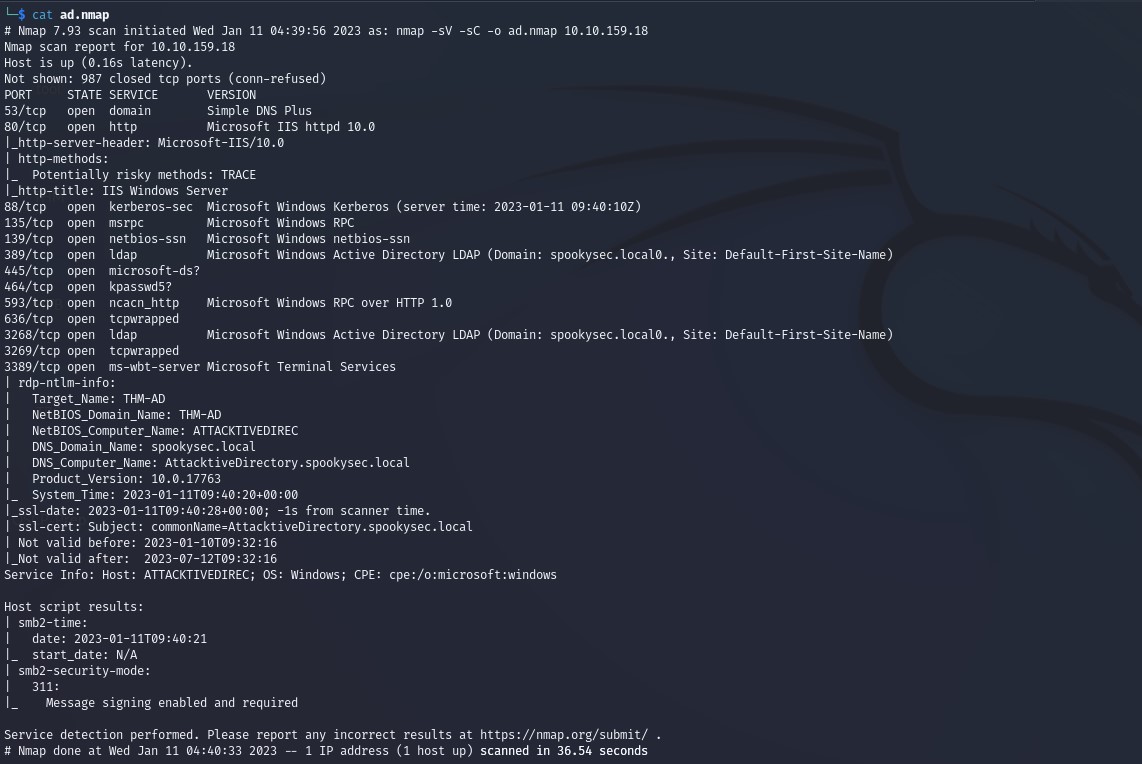 └─$ cat ad.nmap
# Nmap 7.93 scan initiated Wed Jan 11 04:39:56 2023 as: nmap -sV -sC -o ad.nmap 10.10.159.18
Nmap scan report for 10.10.159.18
Host is up (0.16s latency).
Not shown: 987 closed tcp ports (conn-refused)
PORT     STATE SERVICE       VERSION
53/tcp   open  domain        Simple DNS Plus
80/tcp   open  http          Microsoft IIS httpd 10.0
|_http-server-header: Microsoft-IIS/10.0
| http-methods:
|_  Potentially risky methods: TRACE
|_http-title: IIS Windows Server
88/tcp   open  kerberos-sec  Microsoft Windows Kerberos (server time: 2023-01-11 09:40:10Z)
135/tcp  open  msrpc         Microsoft Windows RPC
139/tcp  open  netbios-ssn   Microsoft Windows netbios-ssn
389/tcp  open  ldap          Microsoft Windows Active Directory LDAP (Domain: spookysec.local0., Site: Default-First-Site-Name)
445/tcp  open  microsoft-ds?
464/tcp  open  kpasswd5?
593/tcp  open  ncacn_http    Microsoft Windows RPC over HTTP 1.0
636/tcp  open  tcpwrapped
3268/tcp open  ldap          Microsoft Windows Active Directory LDAP (Domain: spookysec.local0., Site: Default-First-Site-Name)
3269/tcp open  tcpwrapped
3389/tcp open  ms-wbt-server Microsoft Terminal Services
| rdp-ntlm-info:
|   Target_Name: THM-AD
|   NetBIOS_Domain_Name: THM-AD
|   NetBIOS_Computer_Name: ATTACKTIVEDIREC
|   DNS_Domain_Name: spookysec.local
|   DNS_Computer_Name: AttacktiveDirectory.spookysec.local
|   Product_Version: 10.0.17763
|_  System_Time: 2023-01-11T09:40:20+00:00
|_ssl-date: 2023-01-11T09:40:28+00:00; -1s from scanner time.
| ssl-cert: Subject: commonName=AttacktiveDirectory.spookysec.local
| Not valid before: 2023-01-10T09:32:16
|_Not valid after:  2023-07-12T09:32:16
Service Info: Host: ATTACKTIVEDIREC; OS: Windows; CPE: cpe:/o:microsoft:windows
Host script results:
| smb2-time:
|   date: 2023-01-11T09:40:21
|_  start_date: N/A
| smb2-security-mode:
|   311:
|_    Message signing enabled and required
Service detection performed. Please report any incorrect results at https://nmap.org/submit/ .
# Nmap done at Wed Jan 11 04:40:33 2023 -- 1 IP address (1 host up) scanned in 36.54 seconds